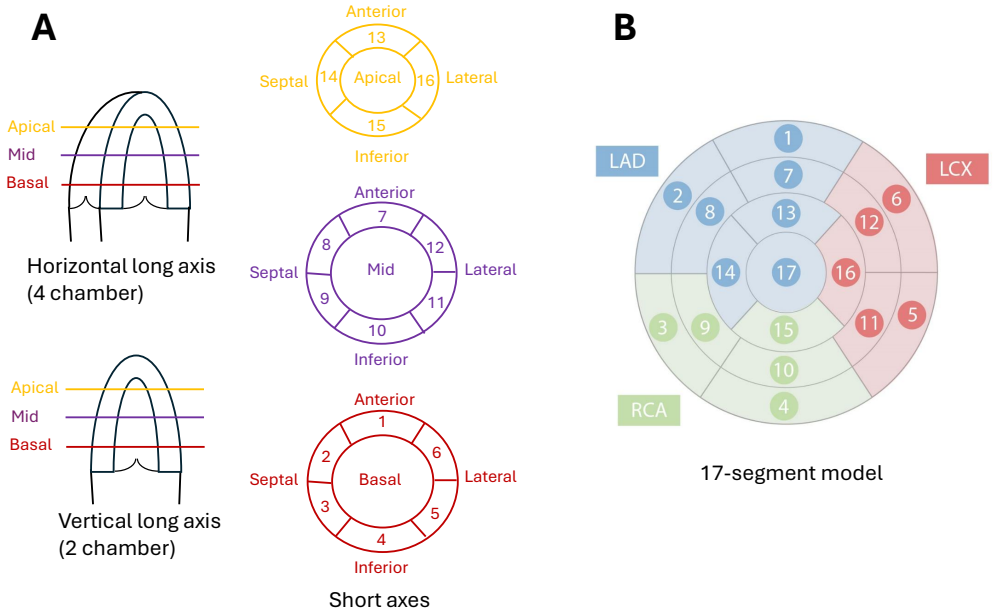 A
Apical
Mid
Basal
Horizontal long axis
(4 chamber)
Apical
Mid
Basal
Vertical long axis
(2 chamber)
Anterior
13
Septal 14 Apical 16 Lateral
15
Inferior
Anterior
7
8 12
Septal Mid Lateral
9 11
10
Inferior
Anterior
1
2 6
Septal Basal Lateral
3 5
4
Inferior
Short axes
B
LAD
LCX
1
7
2 8 13 12 6
14 17 16
3 9 15 11 5
10
4
RCA
17-segment model